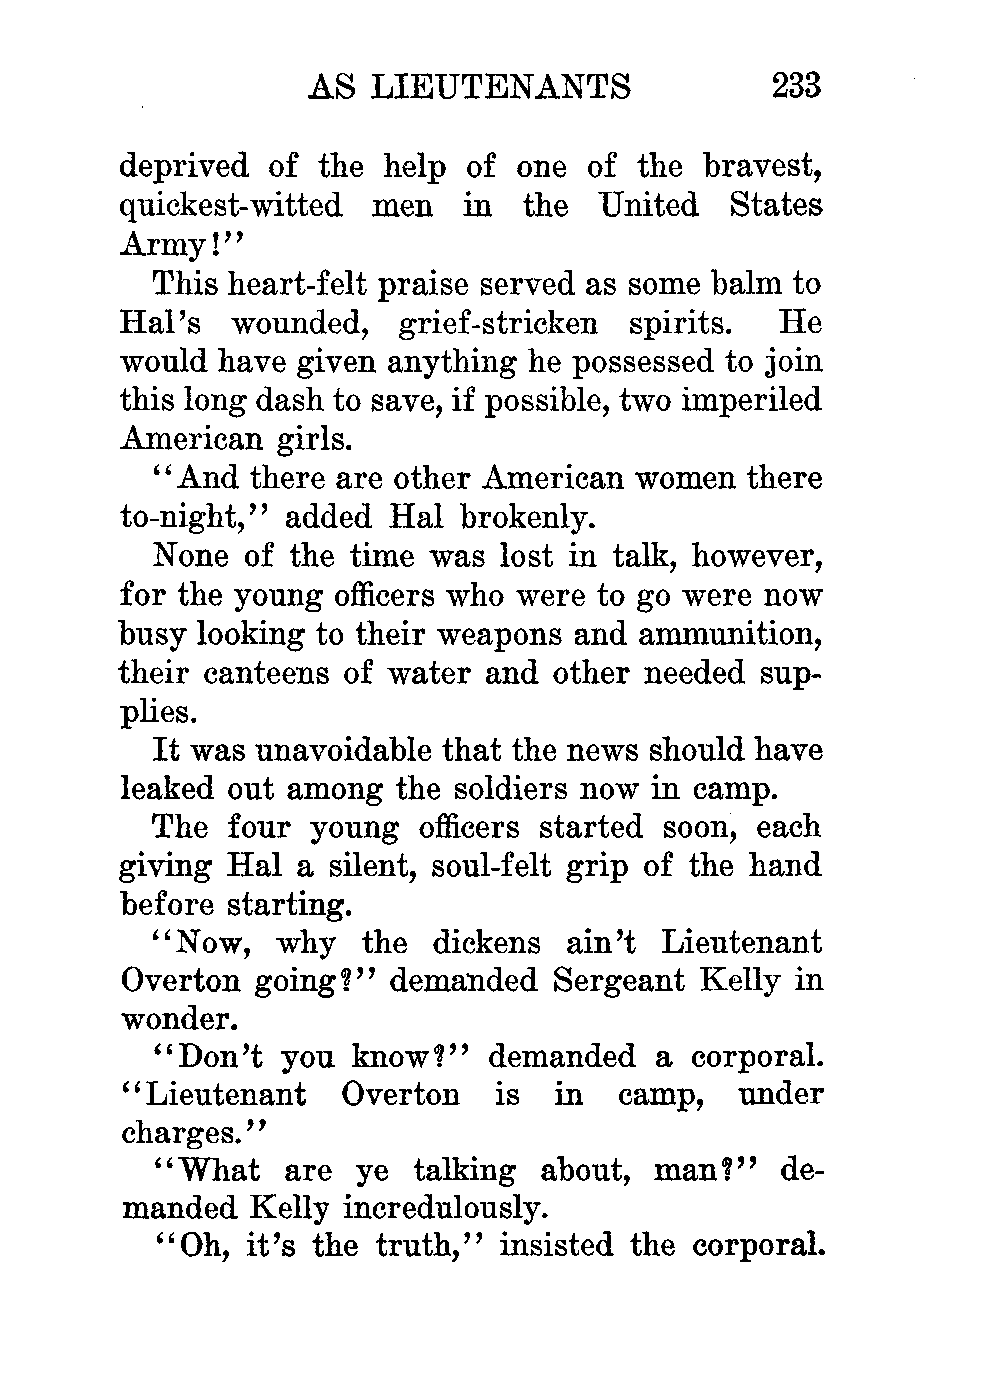 AS LIEUTENANTS 233
deprived of the help of one of the bravest,
quickest-witted men in the United States
Army!"
This heart-felt praise served as some balm to
Hal's wounded, grief-stricken spirits. He
would have given anything he possessed to join
this long dash to save, if possible, two imperiled
American girls.
"And there are other American women there
to-night," added Hal brokenly.
None of the time was lost in talk, however,
for the young officers who were to go were now
busy looking to their weapons and ammunition,
their canteens of water and other needed sup-
plies.
It was unavoidable that the news should have
leaked out among the soldiers now in camp.
The four young officers started soon, each
giving Hal a silent, soul-felt grip of the hand
before starting.
"Now, why the dickens ain't Lieutenant
Overton going?" demanded Sergeant Kelly in
wonder.
"Don't you know?" demanded a corporal.
"Lieutenant Overton is in camp, under
charges."
"What are ye talking about, man?" de-
manded Kelly incredulously.
"Oh, it's the truth," insisted the corporal.